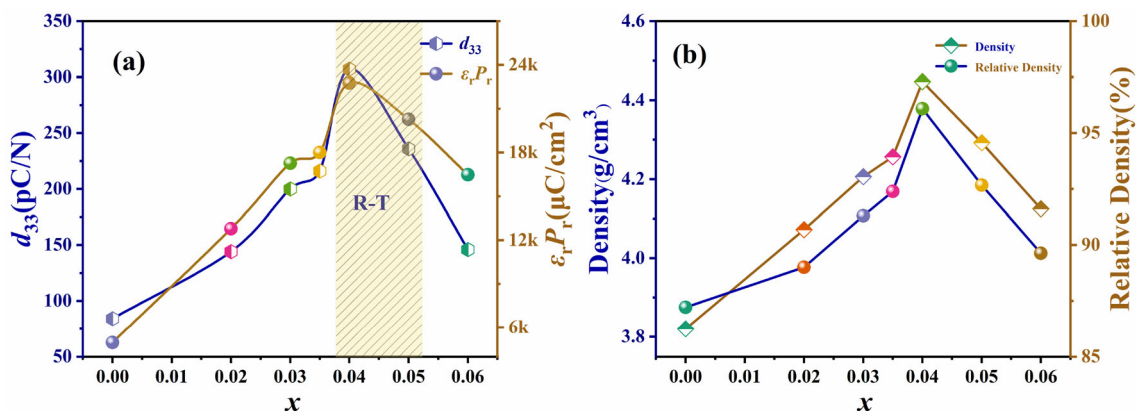 (a)
d33
εrPr
R-T
350
300
250
200
150
100
50
d33(pC/N)
24k
18k
12k
6k
εrPr(μC/cm2)
0.00 0.01 0.02 0.03 0.04 0.05 0.06
x
(b)
Density
Relative Density
4.6
4.4
4.2
4.0
3.8
Density(g/cm3)
100
95
90
85
Relative Density(%)
0.00 0.01 0.02 0.03 0.04 0.05 0.06
x